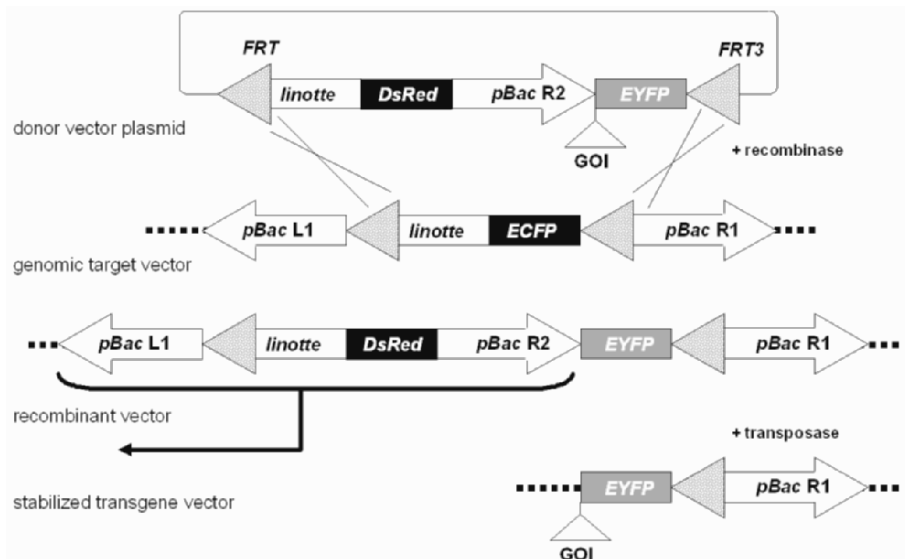 FRT FRT3
linotte DsRed pBac R2 EYFP
donor vector plasmid
GOI
+ recombinase
pBac L1 linotte ECFP pBac R1
genomic target vector
pBac L1 linotte DsRed pBac R2 EYFP pBac R1
recombinant vector
+ transposase
stabilized transgene vector
EYFP pBac R1
GOI